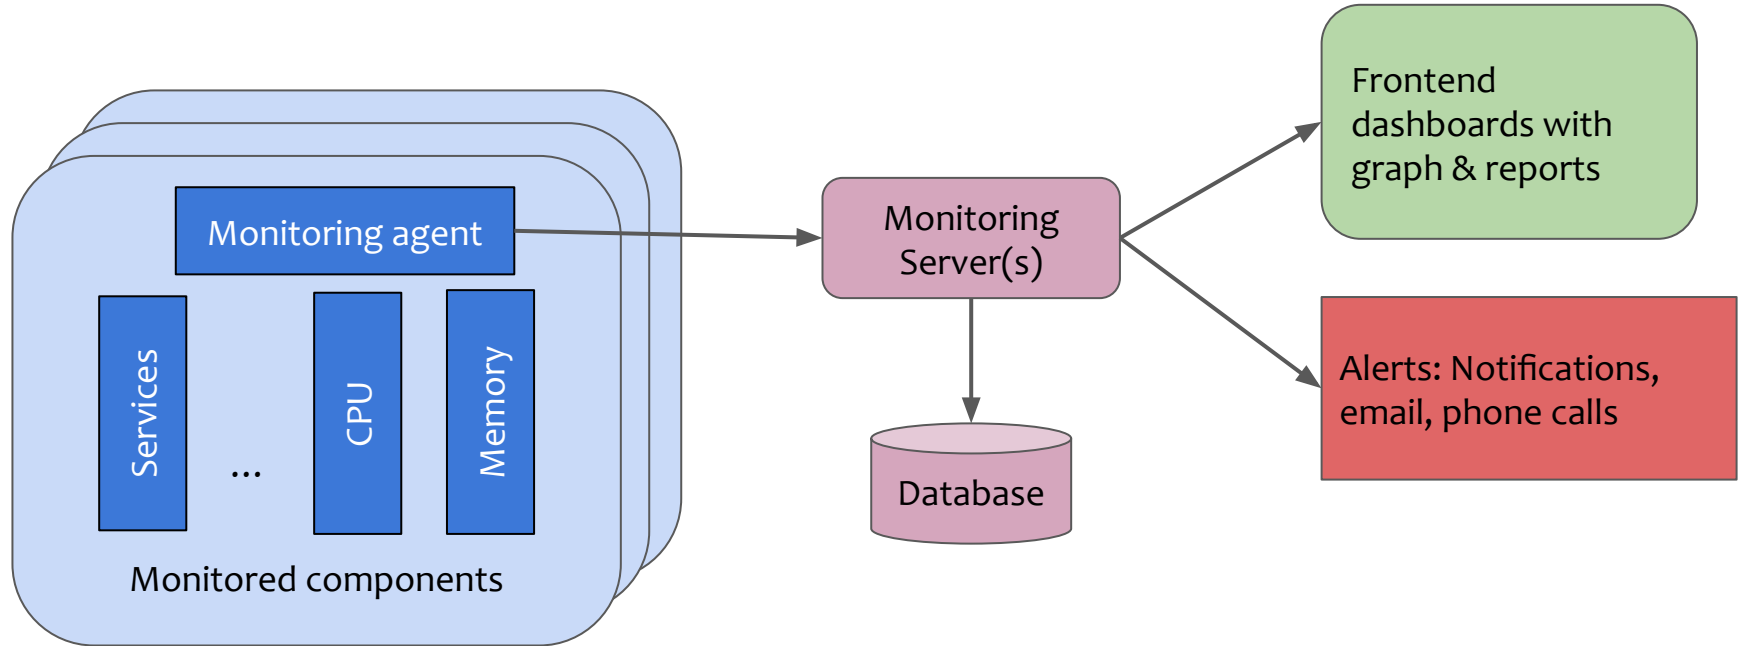 Monitoring agent
Services
...
CPU
Memory
Monitored components
Monitoring
Server(s)
Database
Frontend
dashboards with
graph & reports
Alerts: Notifications,
email, phone calls